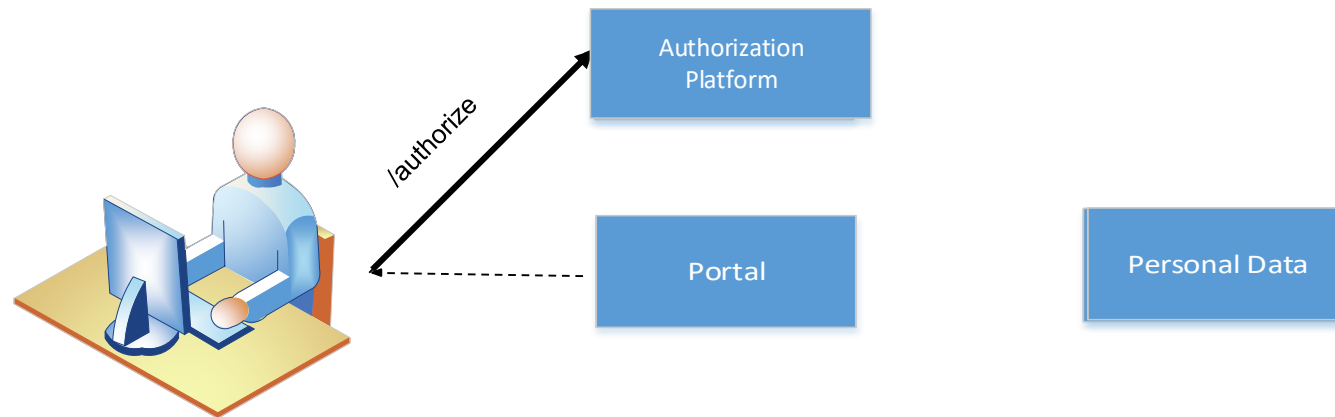 Authorization
Platform
/authorize
Portal
Personal Data